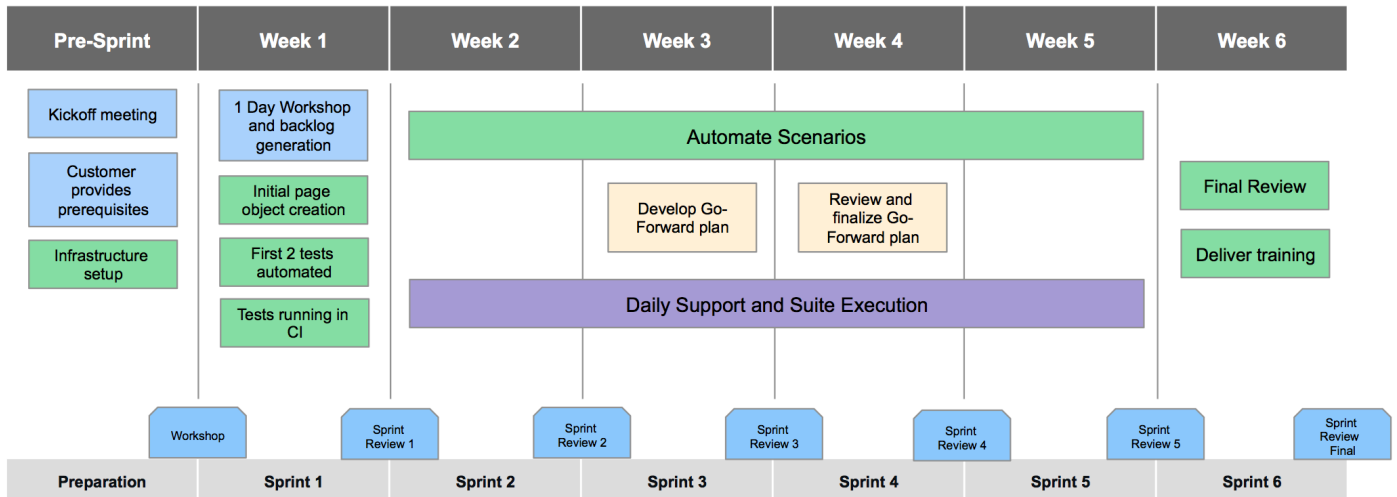 Pre-Sprint
Week 1
Week 2
Week 3
Week 4
Week 5
Week 6
Kickoff meeting
Customer
provides
prerequisites
Infrastructure
setup
1 Day Workshop
and backlog
generation
Initial page
object creation
First 2 tests
automated
Tests running in
CI
Automate Scenarios
Develop Go-
Forward plan
Review and
finalize Go-
Forward plan
Daily Support and Suite Execution
Final Review
Deliver training
Workshop
Sprint
Review 1
Sprint
Review 2
Sprint
Review 3
Sprint
Review 4
Sprint
Review 5
Sprint
Review
Final
Preparation
Sprint 1
Sprint 2
Sprint 3
Sprint 4
Sprint 5
Sprint 6